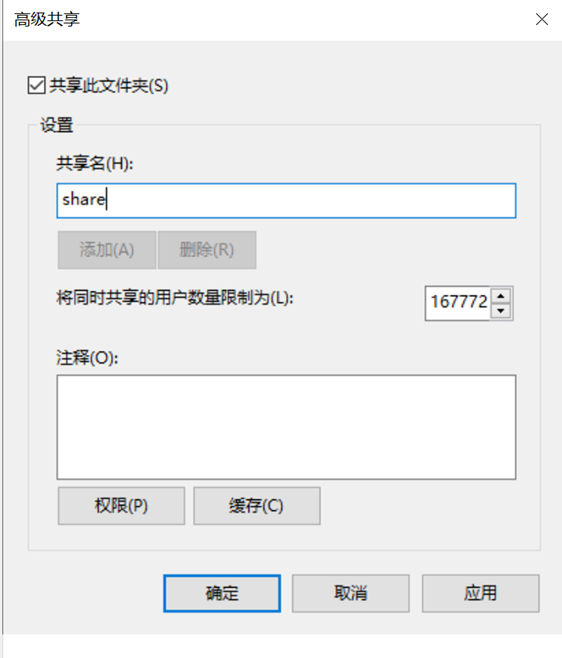 高级共享
共享此文件夹(S)
设置
共享名(H):
share
添加(A) 删除(R)
将同时共享的用户数量限制为(L): 167772
注释(O):
权限(P) 缓存(C)
确定 取消 应用